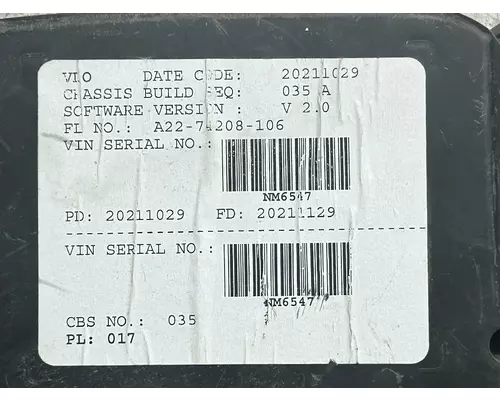 VLO DATE CODE: 20211029
CHASSIS BUILD SEQ: 035 A
SOFTWARE VERSION : V 2.0
FL NO.: A22-74208-106
VIN SERIAL NO.:
NM6547
PD: 20211029 FD: 20211129
VIN SERIAL NO.:
NM6547
CBS NO.: 035
PL: 017